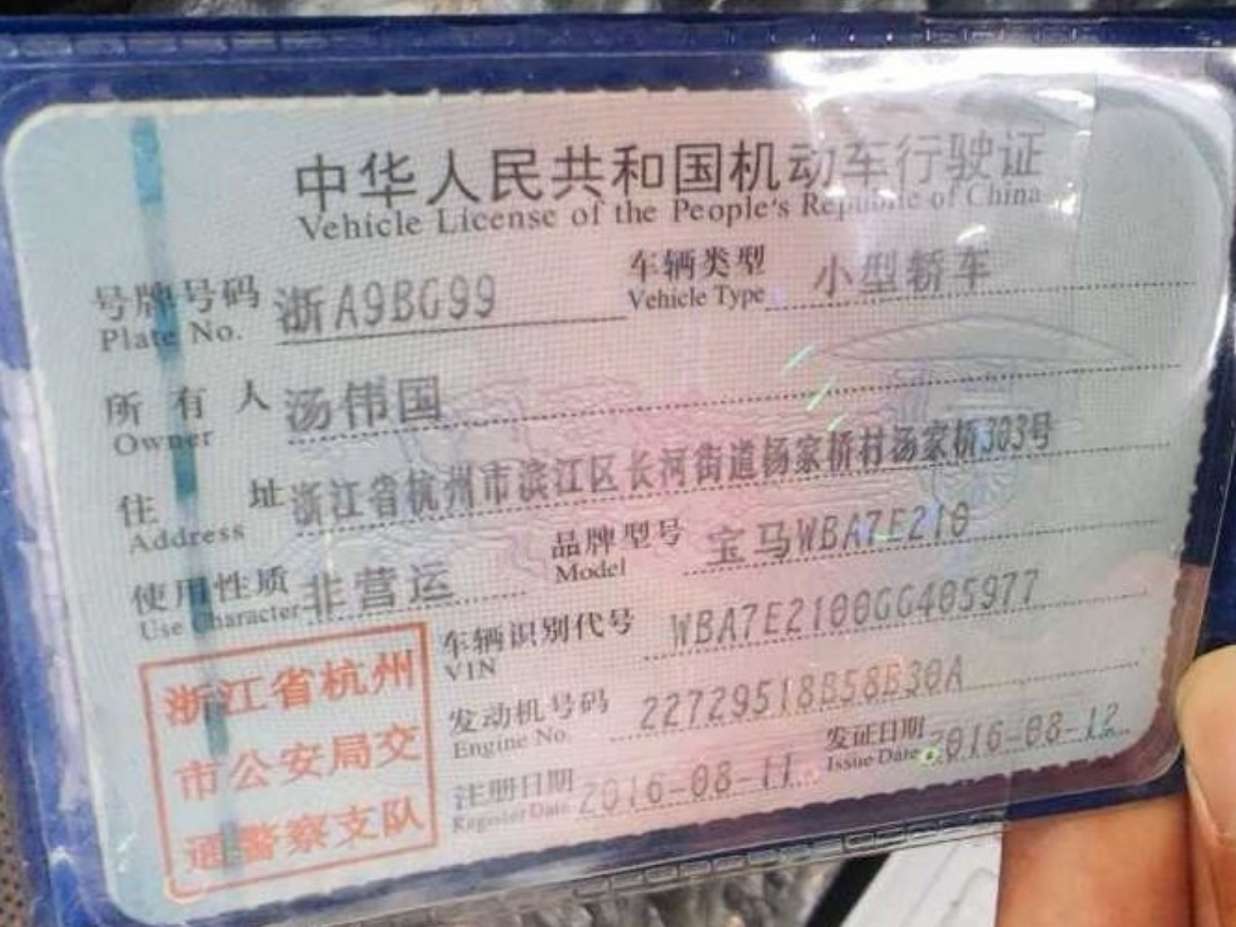 中华人民共和国机动车行驶证
Vehicle License of the People's Republic of China
号牌号码 浙A9BG99 车辆类型 小型轿车
Plate No. Vehicle Type
所有人 汤伟国
Owner
住址 浙江省杭州市滨江区长河街道杨家桥村汤家桥303号
Address
使用性质 非营运 品牌型号 宝马WBA7E210
Use Character Model
车辆识别代号 WBA7E2100GG405977
VIN
发动机号码 22729518B58B30A
Engine No.
注册日期 2016-08-11 发证日期 2016-08-12
Register Date Issue Date
浙江省杭州
市公安局交
通警察支队